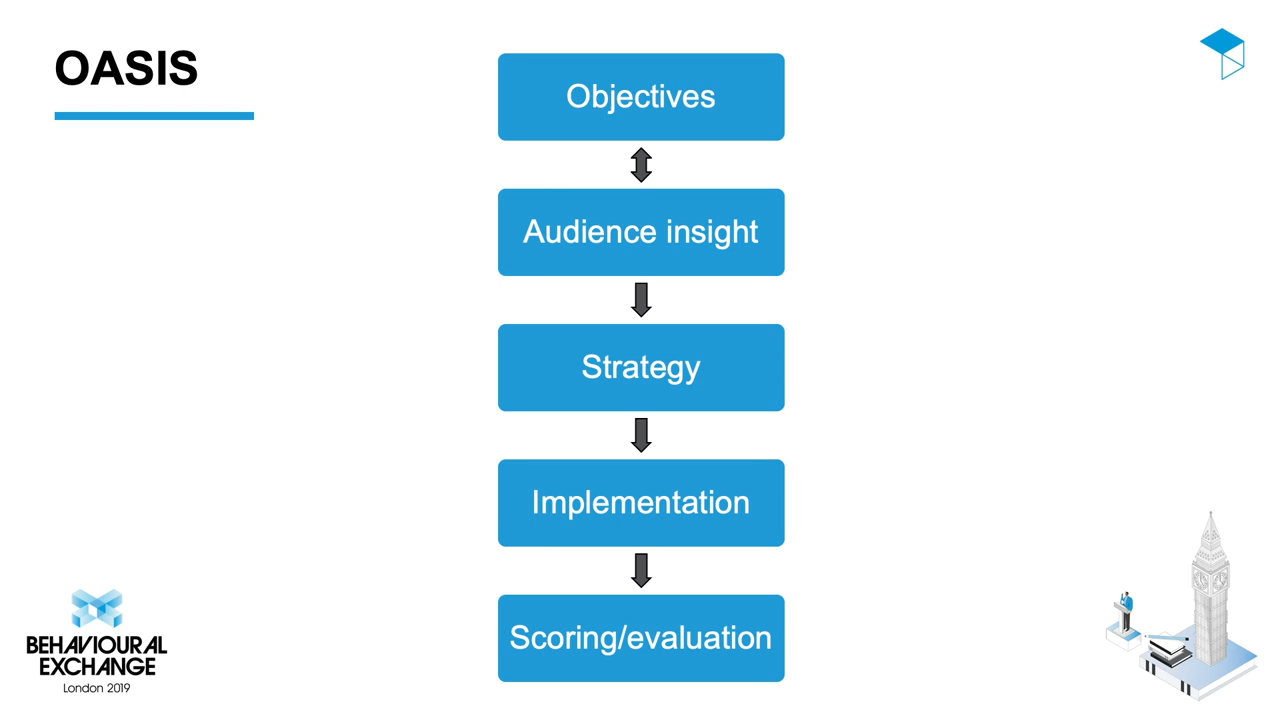 OASIS
Objectives
Audience insight
Strategy
Implementation
Scoring/evaluation
BEHAVIOURAL
EXCHANGE
London 2019